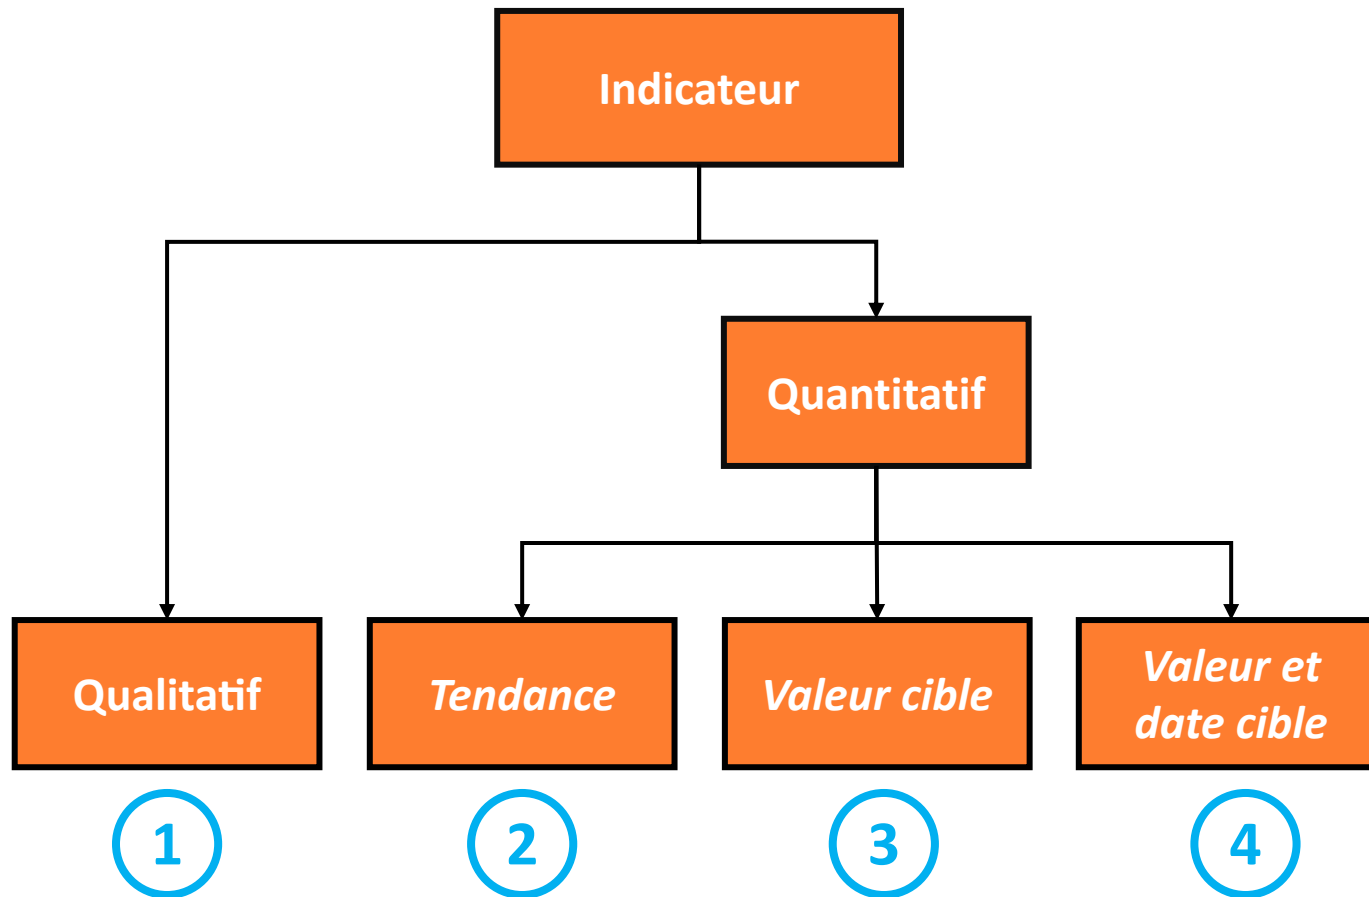 Indicateur
Quantitatif
Qualitatif
Tendance
Valeur cible
Valeur et
date cible
1
2
3
4